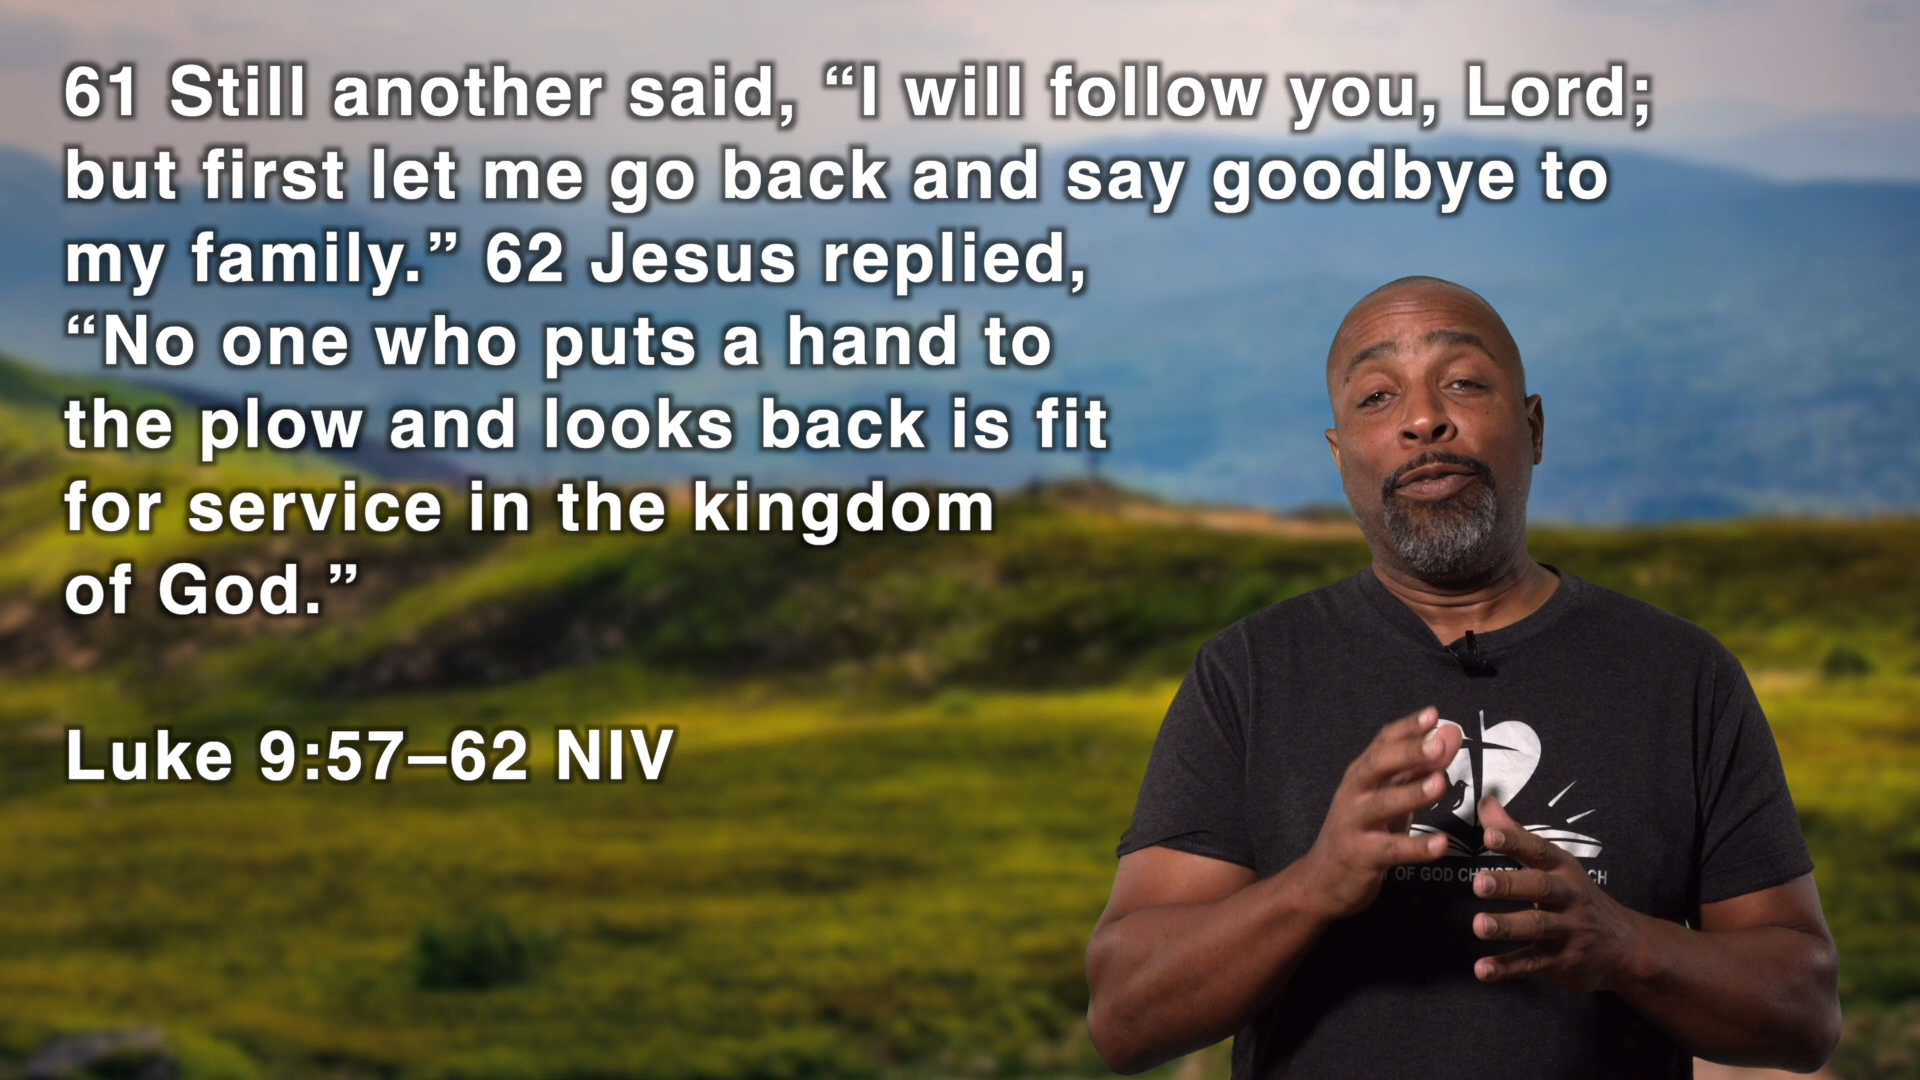 61 Still another said, “I will follow you, Lord;
but first let me go back and say goodbye to
my family.” 62 Jesus replied,
“No one who puts a hand to
the plow and looks back is fit
for service in the kingdom
of God.”
Luke 9:57–62 NIV
OF GOD